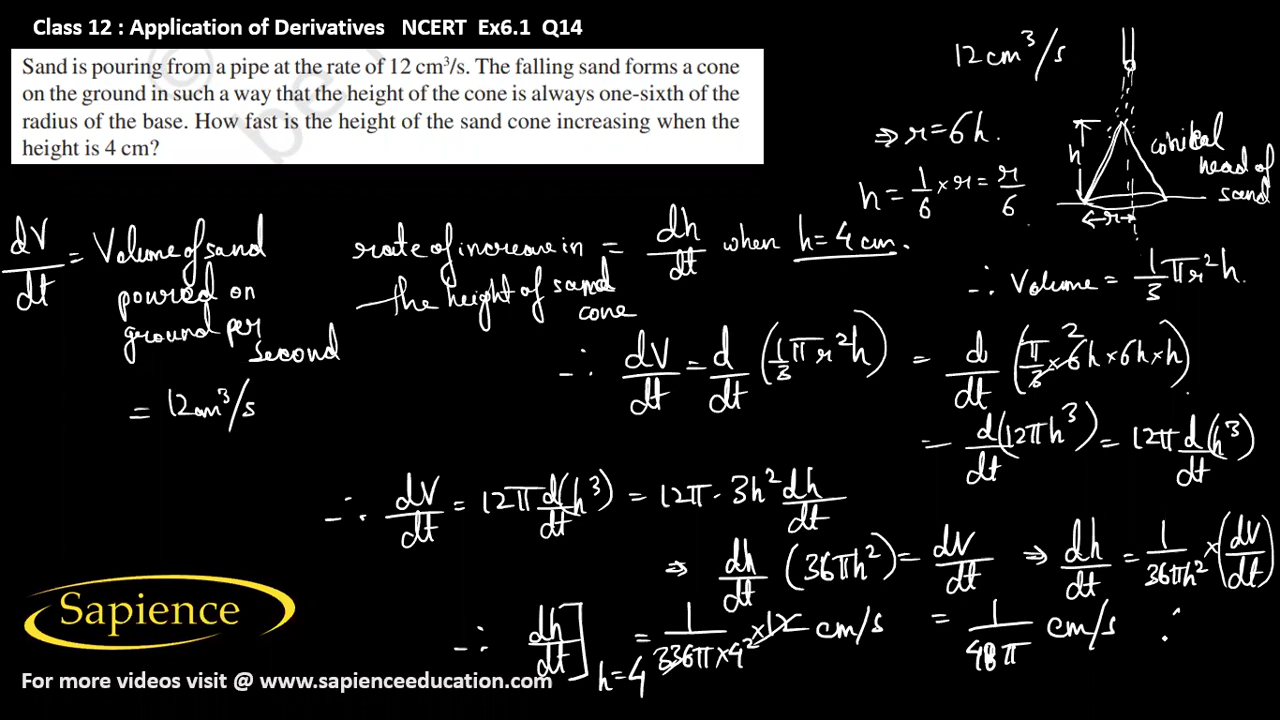 Class 12 : Application of Derivatives NCERT Ex6.1 Q14
Sand is pouring from a pipe at the rate of 12 cm³/s. The falling sand forms a cone
on the ground in such a way that the height of the cone is always one-sixth of the
radius of the base. How fast is the height of the sand cone increasing when the
height is 4 cm?
12 cm³/s
⇒ r = 6h.
h = 1/6 × r = r/6
h
r
conical
head of
sand
dV/dt = Volume of sand
poured on
ground per
second
= 12 cm³/s
rate of increase in
the height of sand
cone
= dh/dt when h = 4 cm.
∴ Volume = 1/3 πr²h.
∴ dV/dt = d/dt (1/3 πr²h) = d/dt (π/3 × 6h × 6h × h)
2
= d/dt (12πh³) = 12π d/dt (h³)
∴ dV/dt = 12π d/dt (h³) = 12π · 3h² dh/dt
⇒ dh/dt (36πh²) = dV/dt ⇒ dh/dt = 1/36πh² × (dV/dt)
∴ dh/dt]h=4 = 1/336π×4² × 12 cm/s = 1/48π cm/s ∴
Sapience
For more videos visit @ www.sapienceeducation.com